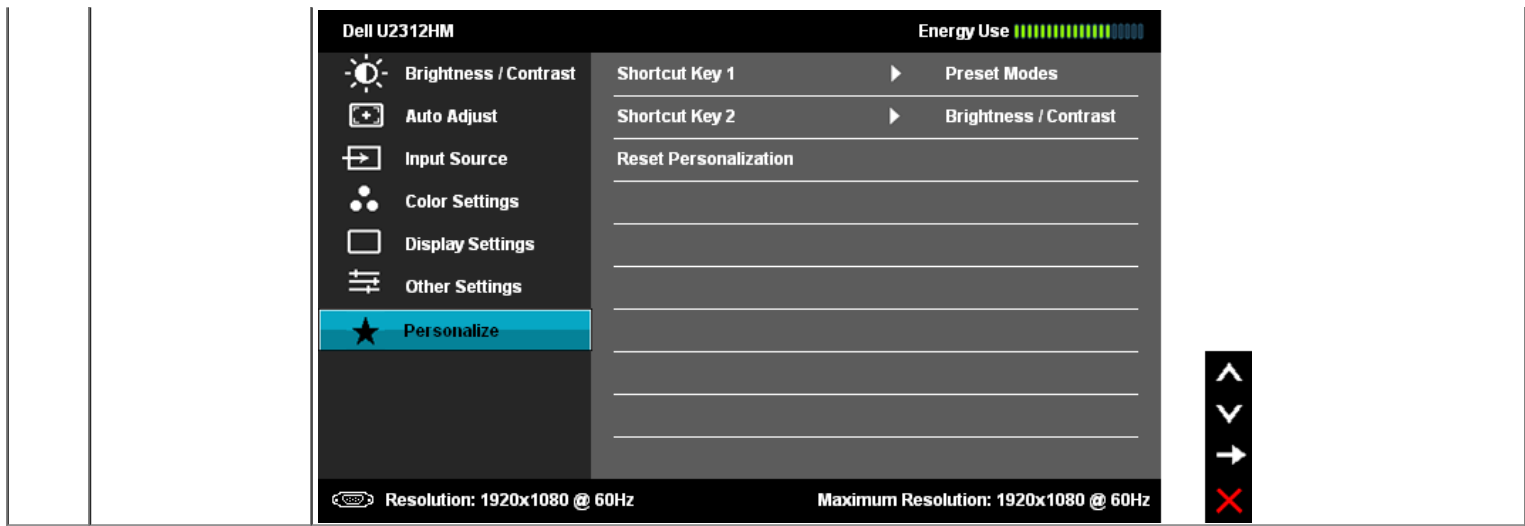 Dell U2312HM Energy Use
Brightness / Contrast Shortcut Key 1 Preset Modes
Auto Adjust Shortcut Key 2 Brightness / Contrast
Input Source Reset Personalization
Color Settings
Display Settings
Other Settings
Personalize
Resolution: 1920x1080 @ 60Hz Maximum Resolution: 1920x1080 @ 60Hz